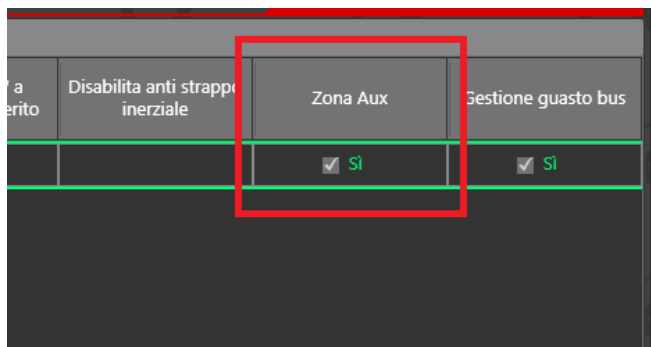 a
Disabilita anti strappo
inerziale
Zona Aux
Gestione guasto bus
Sì
Sì